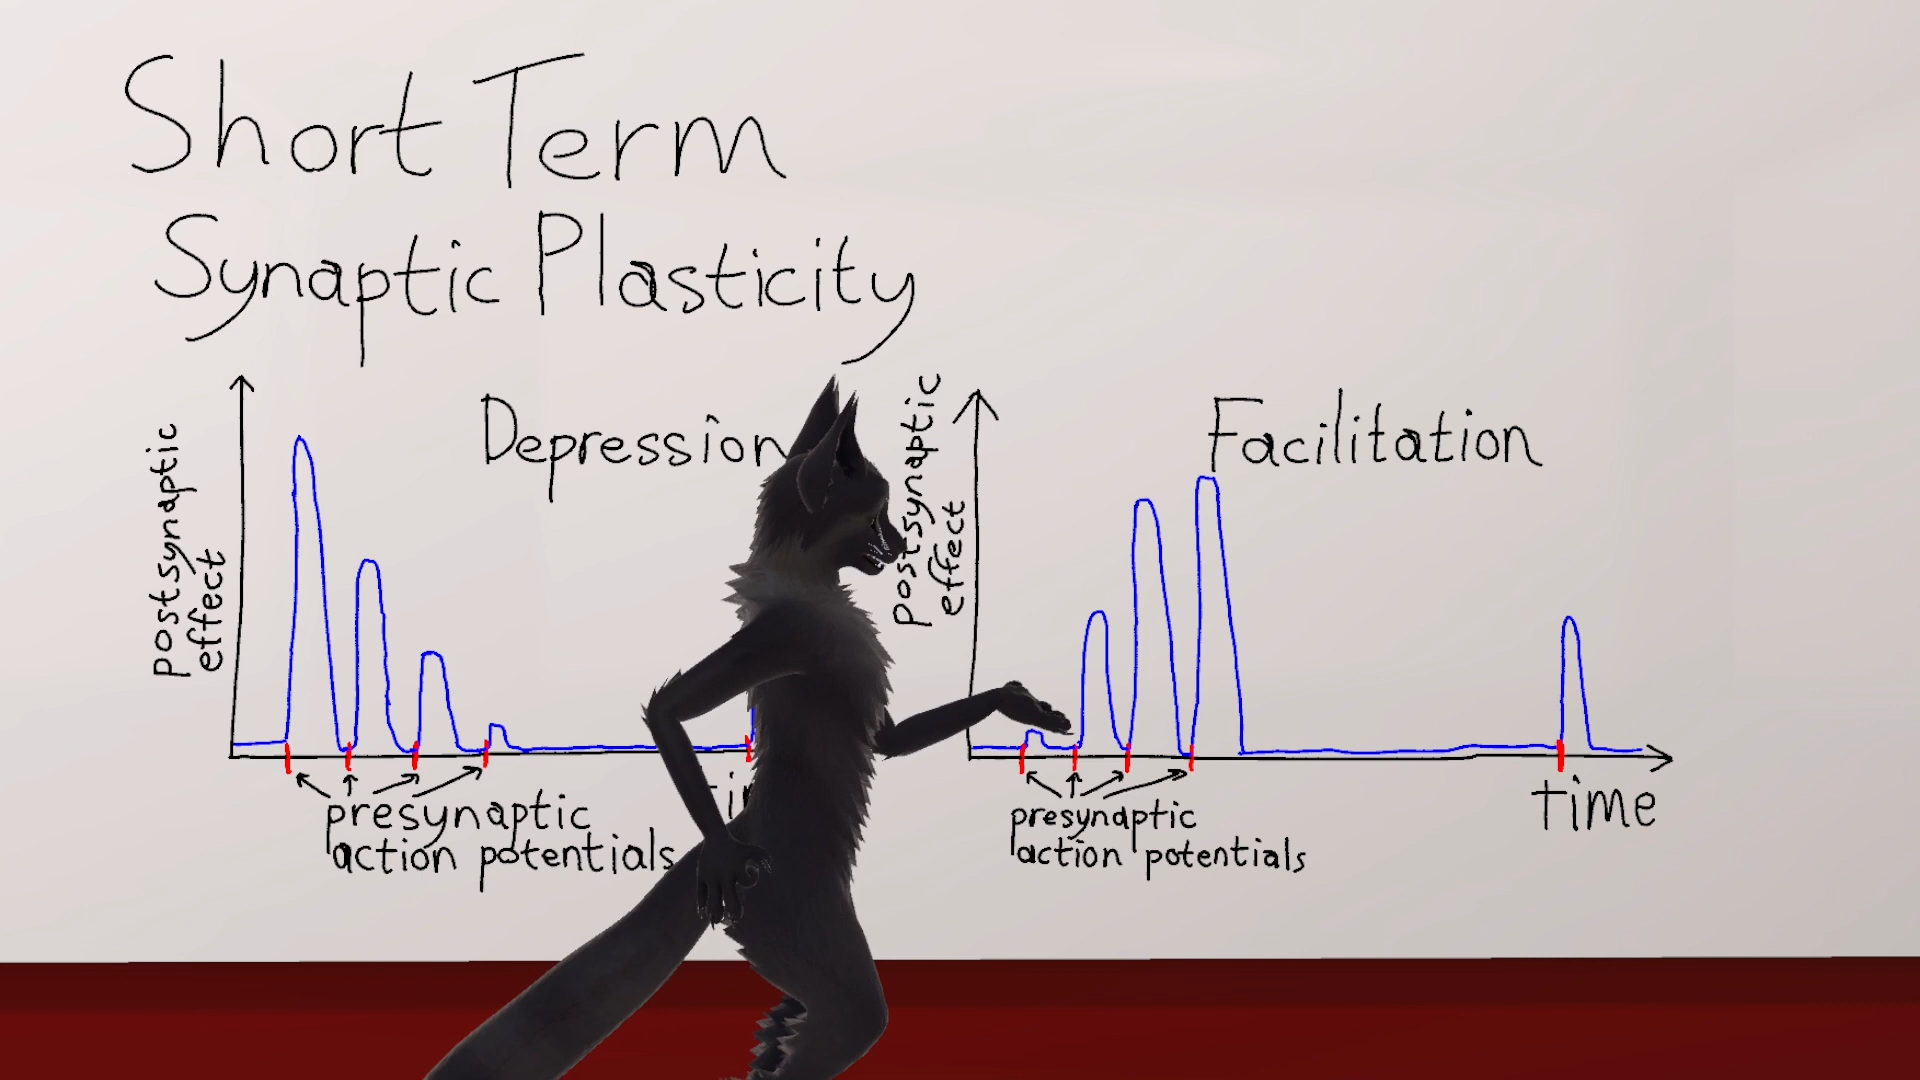 Short Term
Synaptic Plasticity
Depression
postsynaptic
effect
presynaptic
action potentials
Facilitation
postsynaptic
effect
presynaptic
action potentials
time